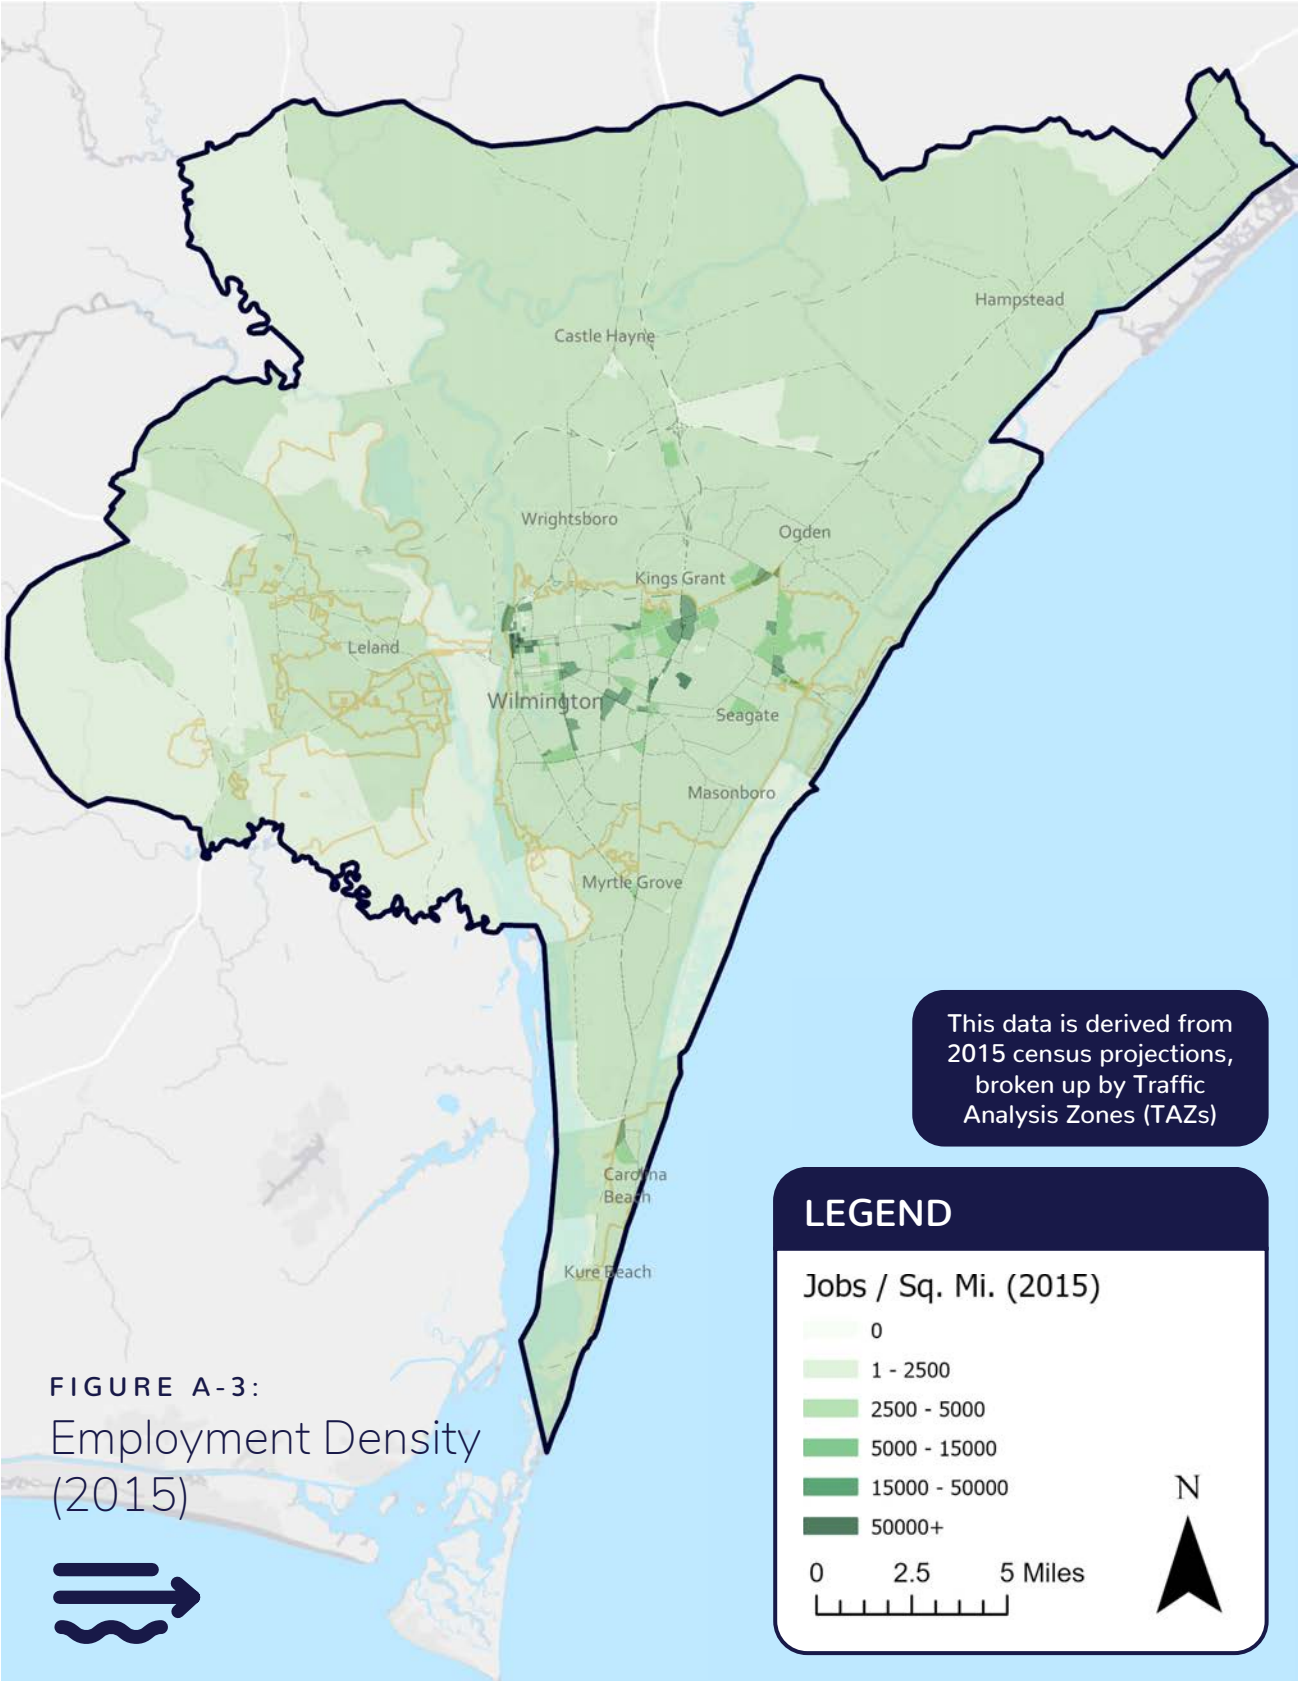 Hampstead
Castle Hayne
Wrightsboro
Ogden
Kings Grant
Leland
Wilmington
Seagate
Masonboro
Myrtle Grove
Carolina
Beach
Kure Beach
This data is derived from
2015 census projections,
broken up by Traffic
Analysis Zones (TAZs)
LEGEND
Jobs / Sq. Mi. (2015)
0
1 - 2500
2500 - 5000
5000 - 15000
15000 - 50000
50000+
0 2.5 5 Miles
N
FIGURE A-3:
Employment Density
(2015)